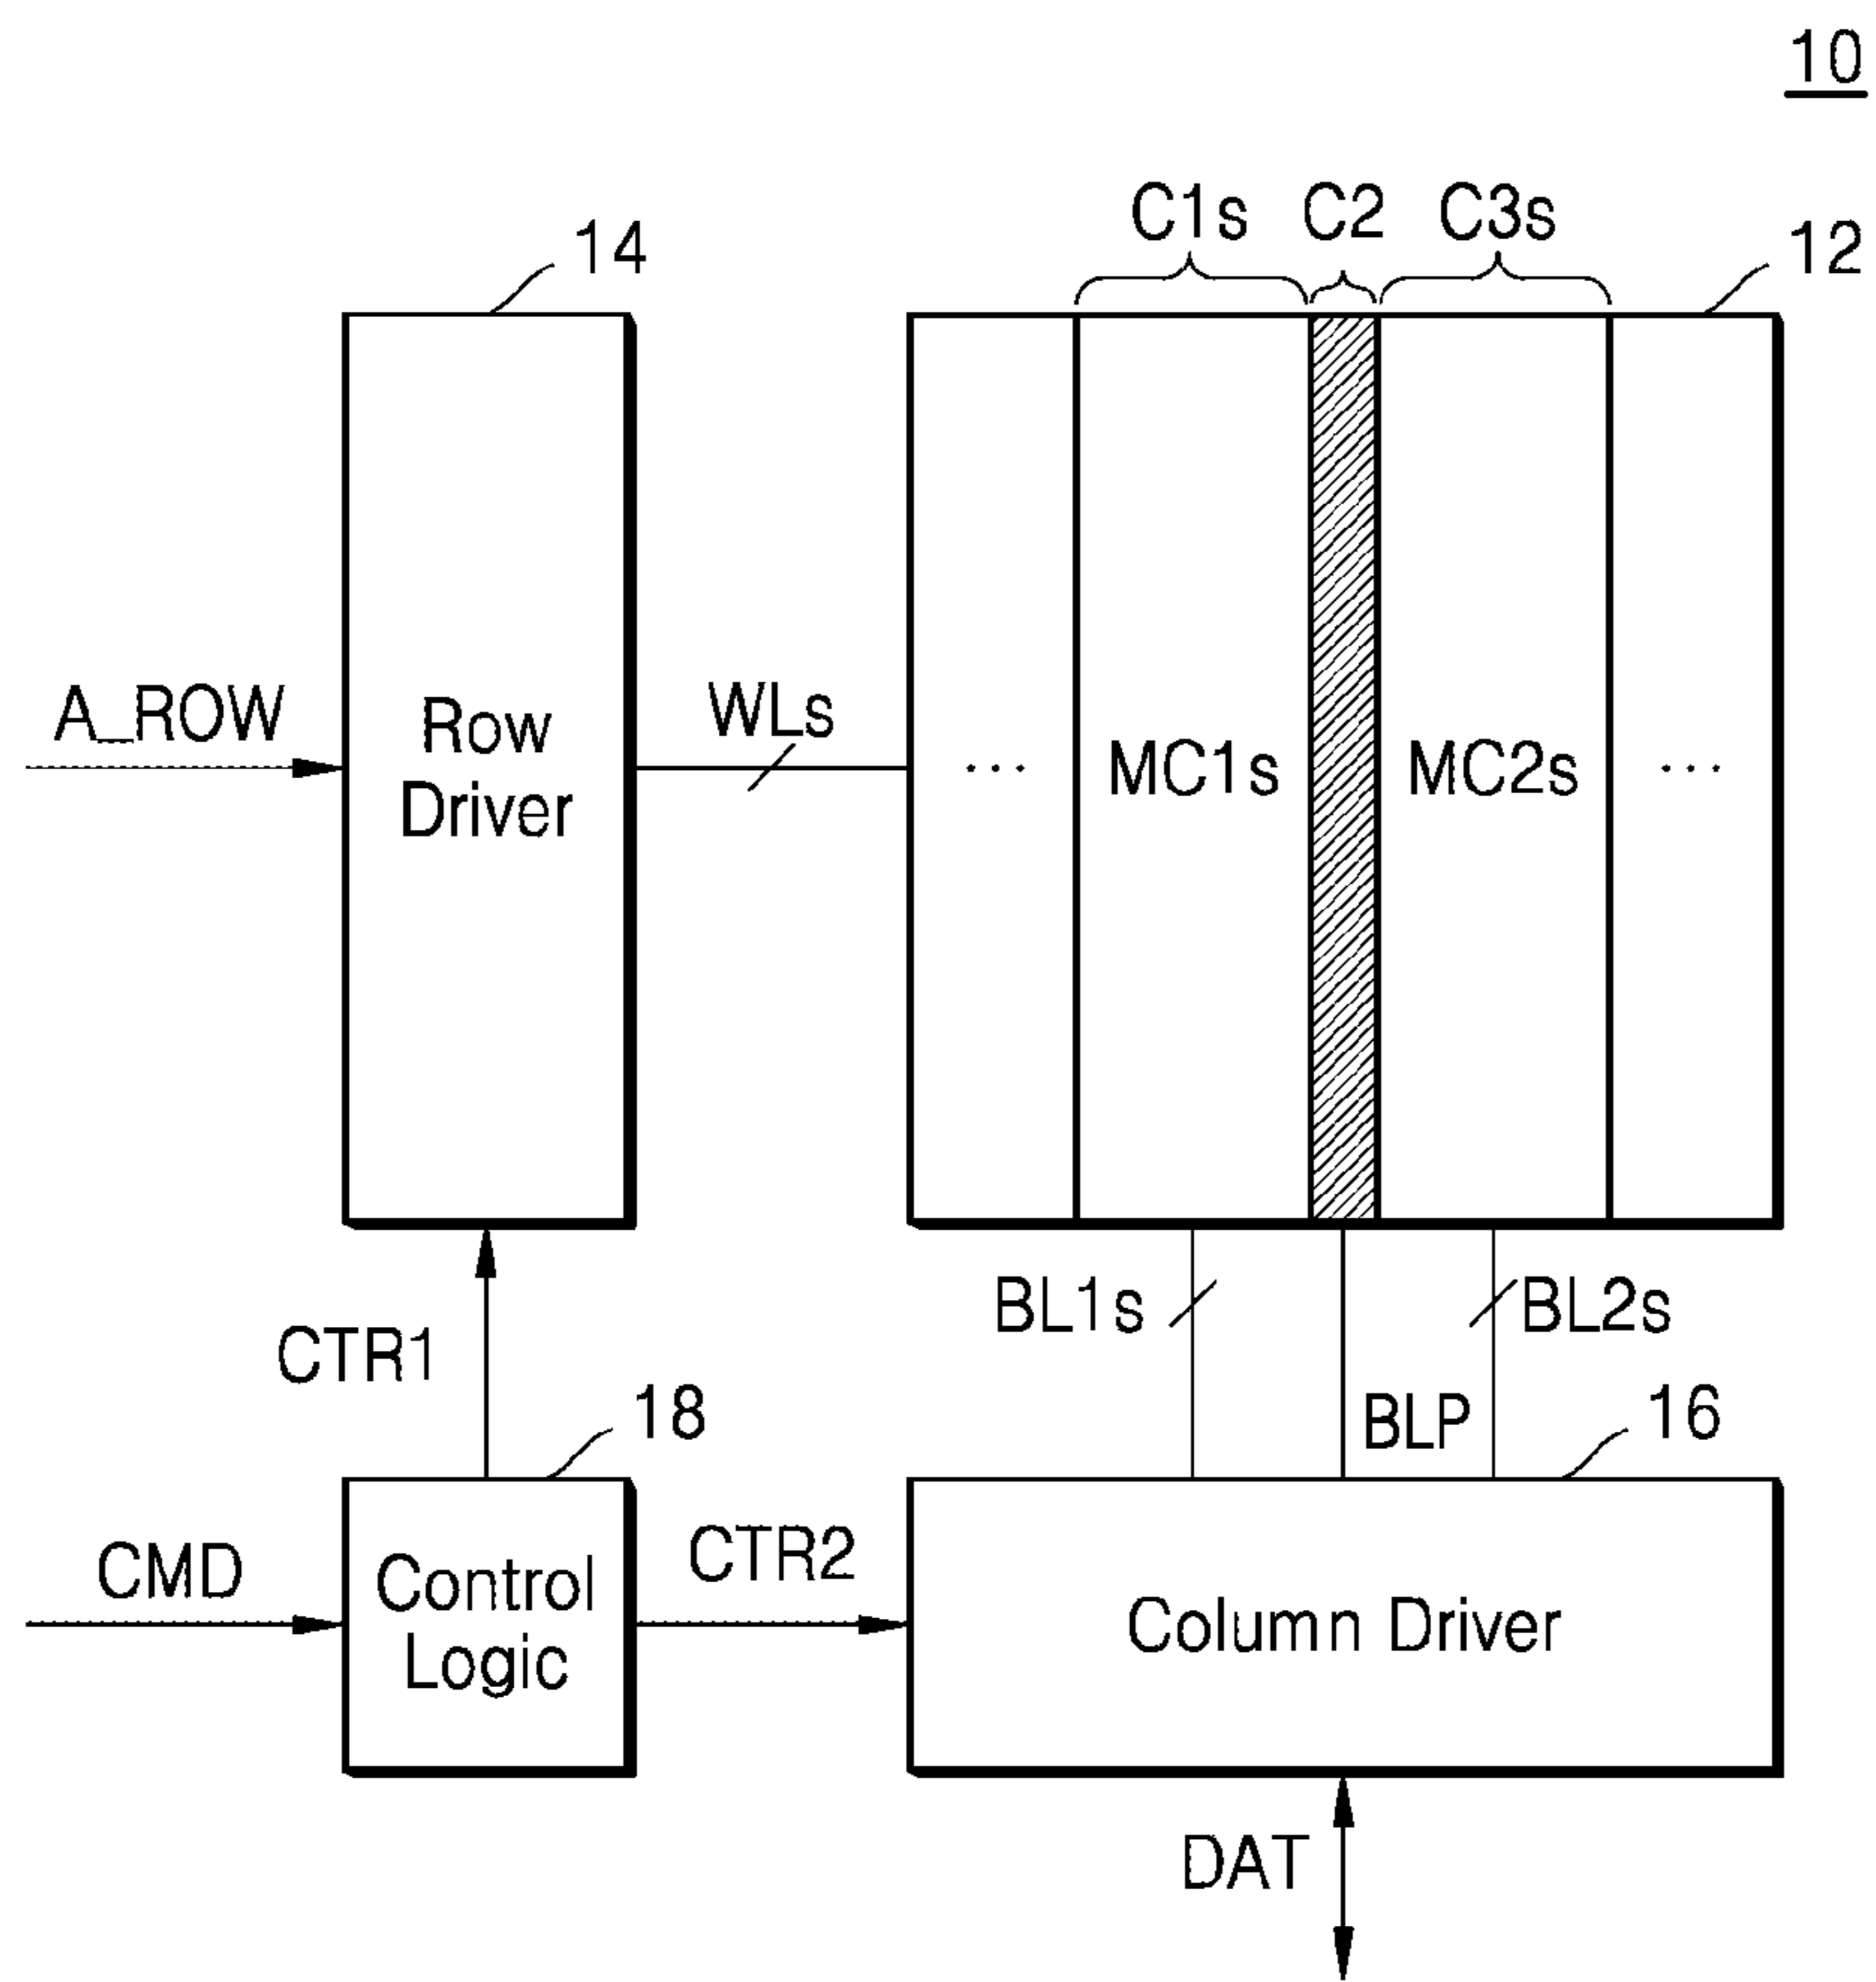 10
C1s C2 C3s
14
12
A_ROW
Row
Driver
WLs
...
MC1s
MC2s
...
BL1s
BL2s
CTR1
BLP
18
16
CMD
Control
Logic
CTR2
Column Driver
DAT